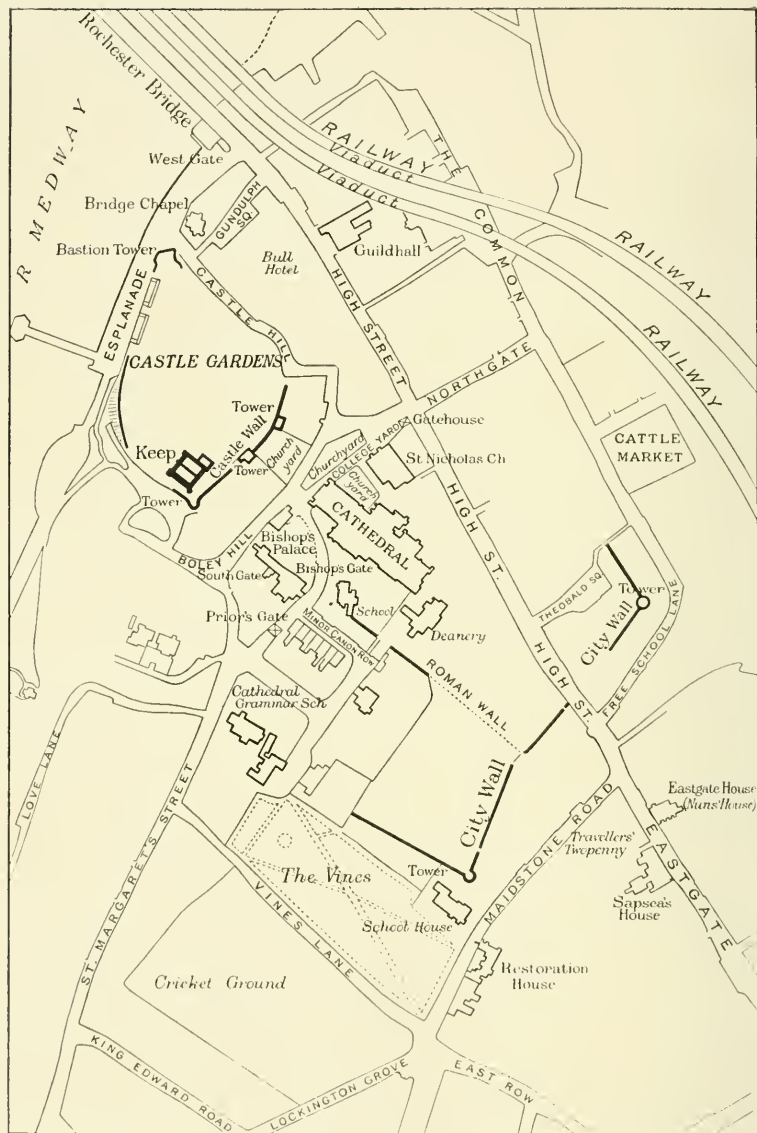 Rochester Bridge
R MEDWAY
RAILWAY
Viaduct
Viaduct
THE COMMON
West Gate
Bridge Chapel
GUNDULPH SQ.
Bastion Tower
Bull Hotel
Guildhall
HIGH STREET
RAILWAY
RAILWAY
ESPLANADE
CASTLE HILL
CASTLE GARDENS
NORTHGATE
Tower
Gatehouse
Keep
Castle Wall
Tower
Church yard
Churchyard
COLLEGE YARD
Church yard
St Nicholas Ch
CATTLE MARKET
Tower
CATHEDRAL
HIGH ST.
BOLEY HILL
Bishop's Palace
Bishop's Gate
South Gate
School
THEOBALD SQ.
Tower
City Wall
Prior's Gate
MINOR CANON ROW
Deanery
FREE SCHOOL LANE
ROMAN WALL
HIGH ST.
Cathedral Grammar Sch
LOVE LANE
City Wall
MAIDSTONE ROAD
Eastgate House
(Nuns' House)
Travellers' Twopenny
EASTGATE
ST. MARGARET'S STREET
The Vines
Tower
Sapsea's House
School House
VINES LANE
Restoration House
Cricket Ground
KING EDWARD ROAD
LOCKINGTON GROVE
EAST ROW